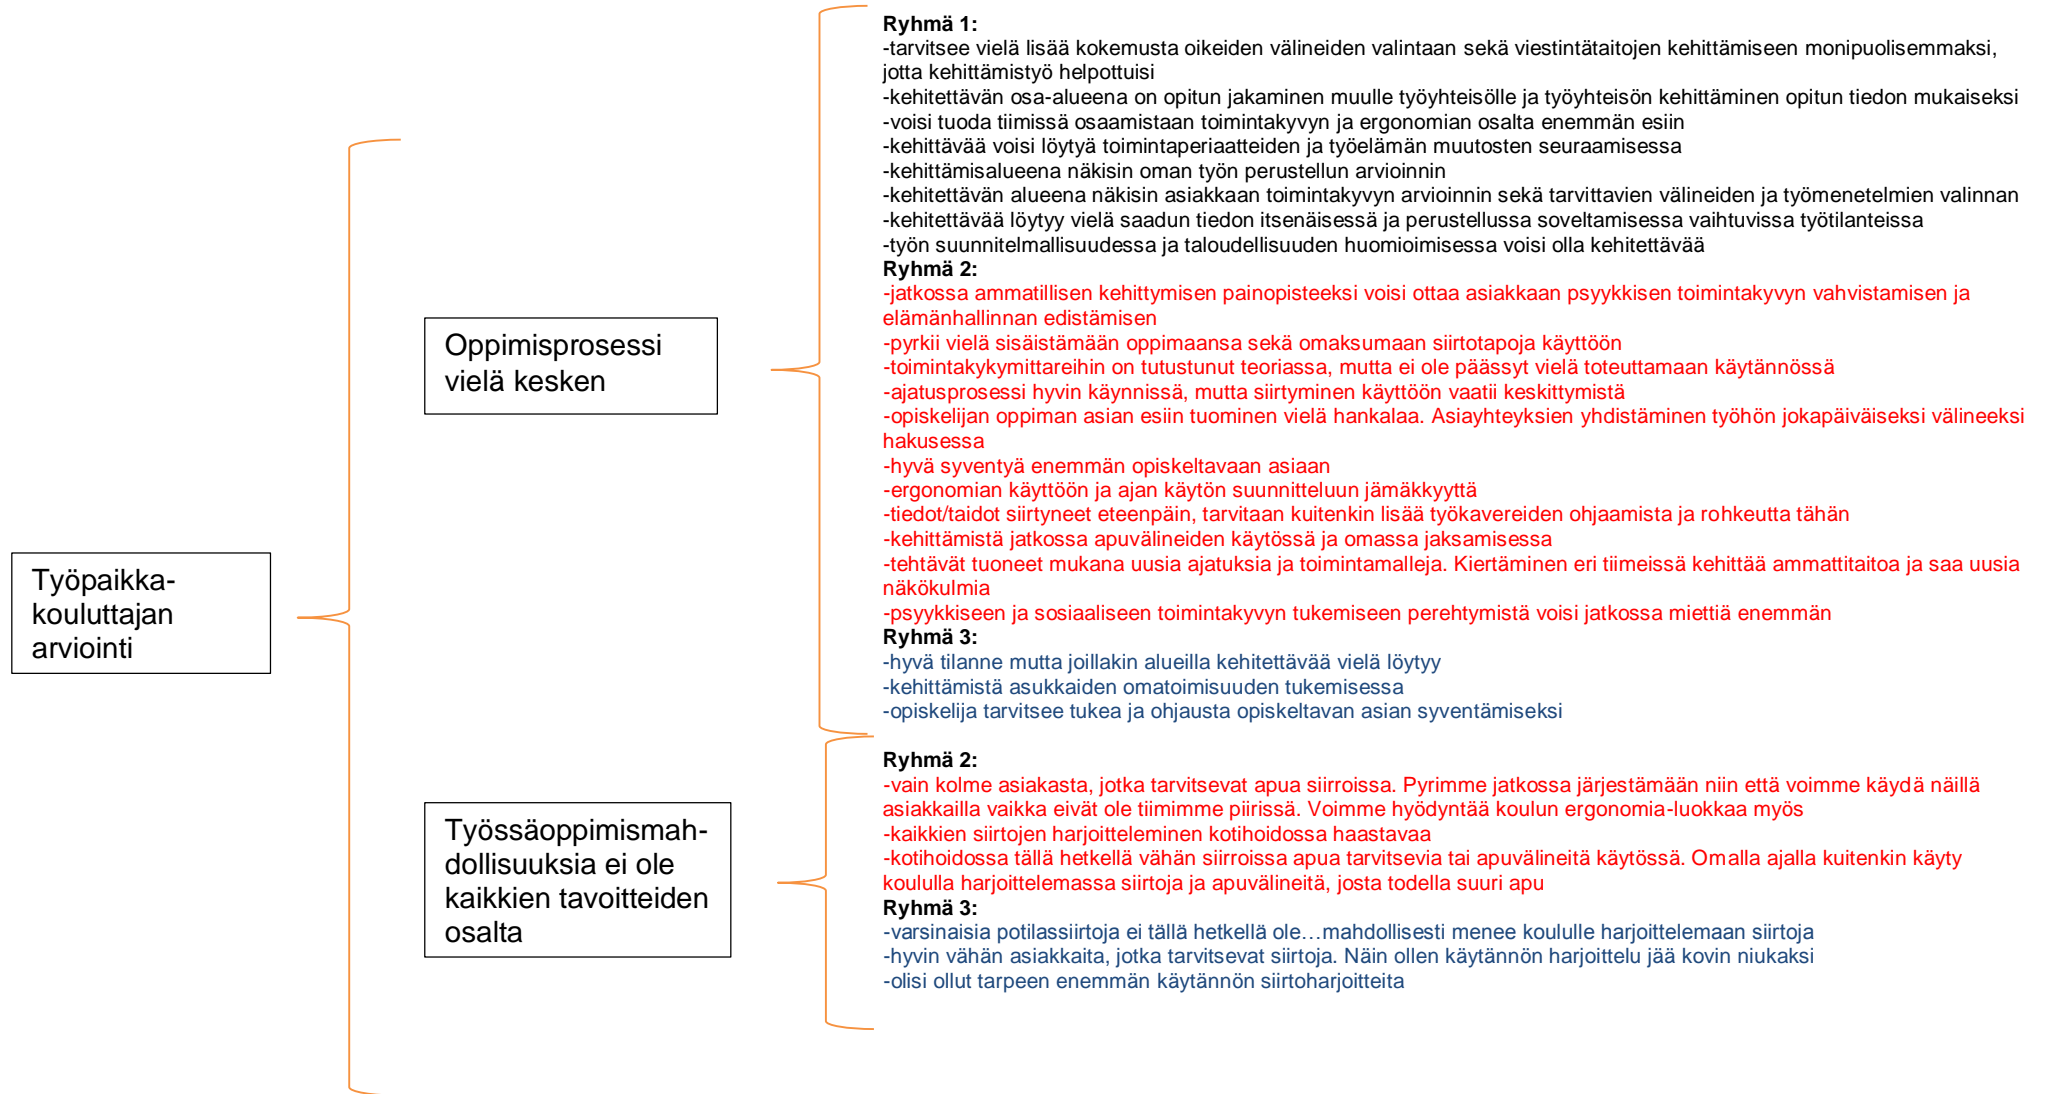 Työpaikka-
kouluttajan
arviointi
Oppimisprosessi
vielä kesken
Ryhmä 1:
-tarvitsee vielä lisää kokemusta oikeiden välineiden valintaan sekä viestintätaitojen kehittämiseen monipuolisemmaksi,
jotta kehittämistyö helpottuisi
-kehitettävän osa-alueena on opitun jakaminen muulle työyhteisölle ja työyhteisön kehittäminen opitun tiedon mukaiseksi
-voisi tuoda tiimissä osaamistaan toimintakyvyn ja ergonomian osalta enemmän esiin
-kehittävää voisi löytyä toimintaperiaatteiden ja työelämän muutosten seuraamisessa
-kehittämisalueena näkisin oman työn perustellun arvioinnin
-kehitettävän alueena näkisin asiakkaan toimintakyvyn arvioinnin sekä tarvittavien välineiden ja työmenetelmien valinnan
-kehitettävää löytyy vielä saadun tiedon itsenäisessä ja perustellussa soveltamisessa vaihtuvissa työtilanteissa
-työn suunnitelmallisuudessa ja taloudellisuuden huomioimisessa voisi olla kehitettävää
Ryhmä 2:
-jatkossa ammatillisen kehittymisen painopisteeksi voisi ottaa asiakkaan psyykkisen toimintakyvyn vahvistamisen ja
elämänhallinnan edistämisen
-pyrkii vielä sisäistämään oppimaansa sekä omaksumaan siirtotapoja käyttöön
-toimintakykymittareihin on tutustunut teoriassa, mutta ei ole päässyt vielä toteuttamaan käytännössä
-ajatusprosessi hyvin käynnissä, mutta siirtyminen käyttöön vaatii keskittymistä
-opiskelijan oppiman asian esiin tuominen vielä hankalaa. Asiayhteyksien yhdistäminen työhön jokapäiväiseksi välineeksi
hakusessa
-hyvä syventyä enemmän opiskeltavaan asiaan
-ergonomian käyttöön ja ajan käytön suunnitteluun jämäkkyyttä
-tiedot/taidot siirtyneet eteenpäin, tarvitaan kuitenkin lisää työkavereiden ohjaamista ja rohkeutta tähän
-kehittämistä jatkossa apuvälineiden käytössä ja omassa jaksamisessa
-tehtävät tuoneet mukana uusia ajatuksia ja toimintamalleja. Kiertäminen eri tiimeissä kehittää ammattitaitoa ja saa uusia
näkökulmia
-psyykkiseen ja sosiaaliseen toimintakyvyn tukemiseen perehtymistä voisi jatkossa miettiä enemmän
Ryhmä 3:
-hyvä tilanne mutta joillakin alueilla kehitettävää vielä löytyy
-kehittämistä asukkaiden omatoimisuuden tukemisessa
-opiskelija tarvitsee tukea ja ohjausta opiskeltavan asian syventämiseksi
Työssäoppimismah-
dollisuuksia ei ole
kaikkien tavoitteiden
osalta
Ryhmä 2:
-vain kolme asiakasta, jotka tarvitsevat apua siirroissa. Pyrimme jatkossa järjestämään niin että voimme käydä näillä
asiakkailla vaikka eivät ole tiimimme piirissä. Voimme hyödyntää koulun ergonomia-luokkaa myös
-kaikkien siirtojen harjoitteleminen kotihoidossa haastavaa
-kotihoidossa tällä hetkellä vähän siirroissa apua tarvitsevia tai apuvälineitä käytössä. Omalla ajalla kuitenkin käyty
koululla harjoittelemassa siirtoja ja apuvälineitä, josta todella suuri apu
Ryhmä 3:
-varsinaisia potilassiirtoja ei tällä hetkellä ole…mahdollisesti menee koululle harjoittelemaan siirtoja
-hyvin vähän asiakkaita, jotka tarvitsevat siirtoja. Näin ollen käytännön harjoittelu jää kovin niukaksi
-olisi ollut tarpeen enemmän käytännön siirtoharjoitteita